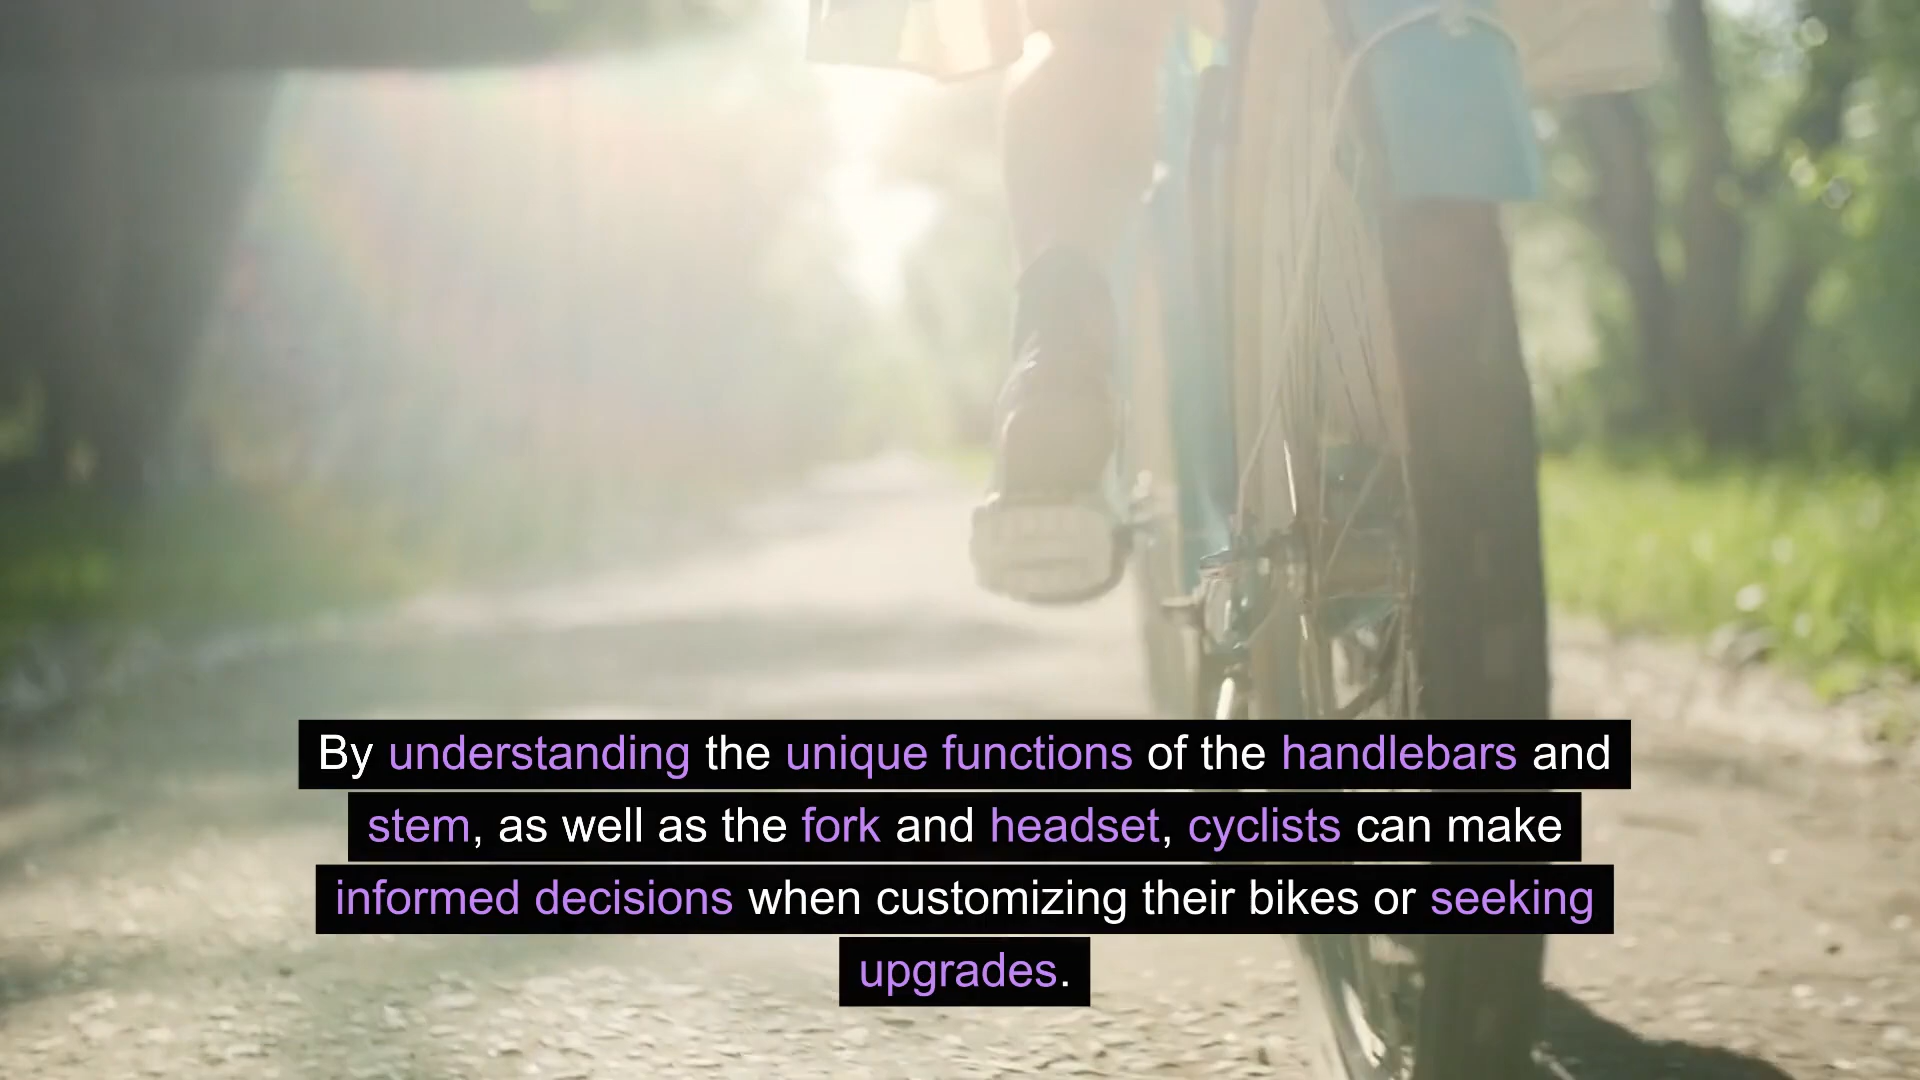 By understanding the unique functions of the handlebars and
stem, as well as the fork and headset, cyclists can make
informed decisions when customizing their bikes or seeking
upgrades.